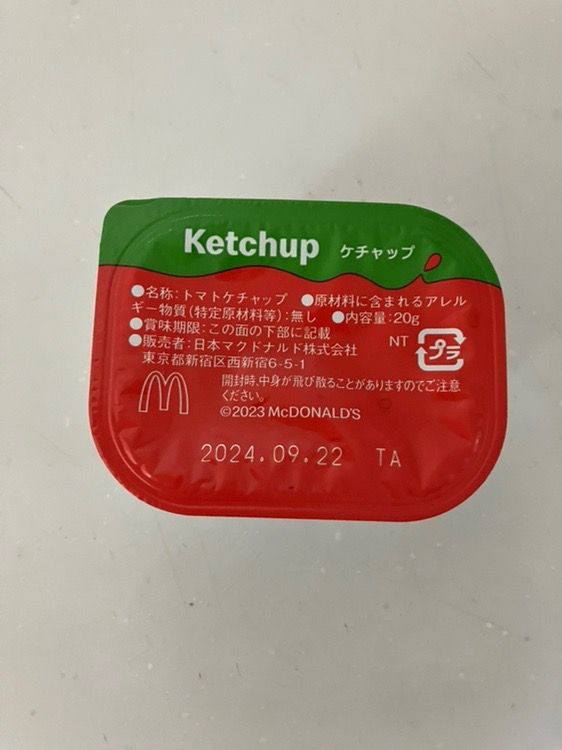 Ketchup ケチャップ
●名称:トマトケチャップ ●原材料に含まれるアレル
ギー物質(特定原材料等):無し ●内容量:20g
●賞味期限:この面の下部に記載
●販売者:日本マクドナルド株式会社
東京都新宿区西新宿6-5-1
NT プラ
開封時、中身が飛び散ることがありますのでご注意
ください。
©2023 McDONALD'S
2024.09.22 TA